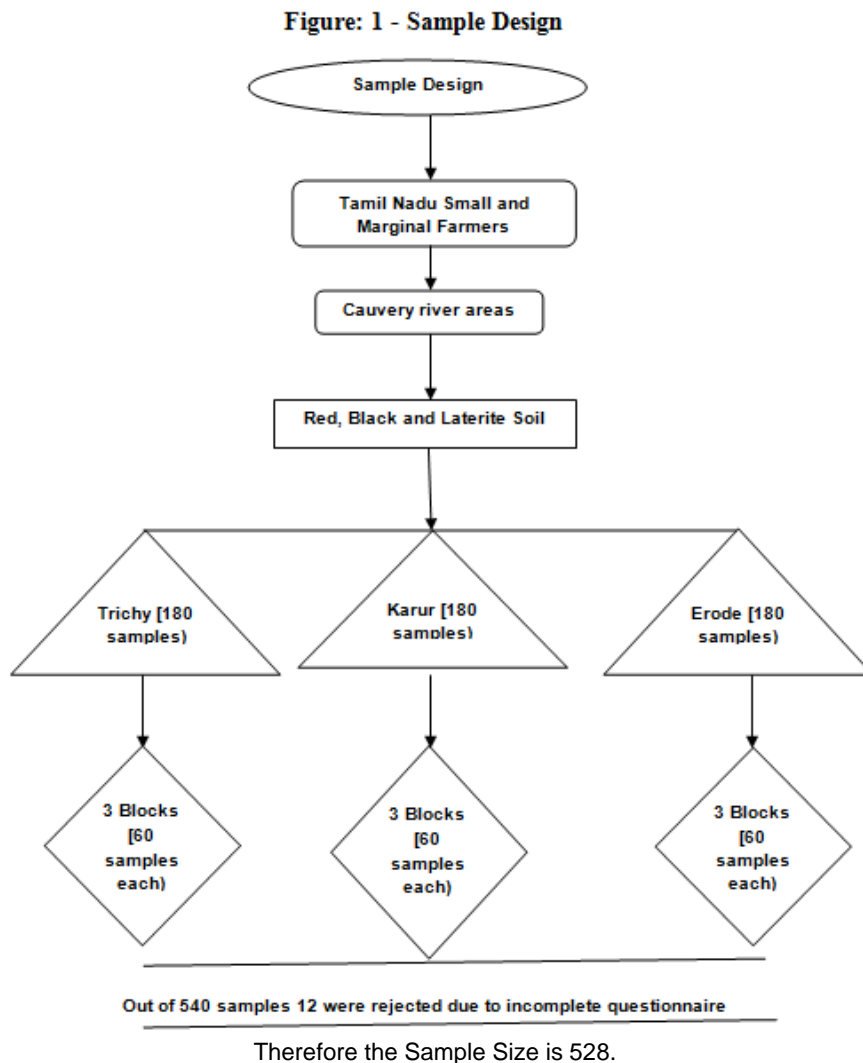 Figure: 1 - Sample Design
Sample Design
Tamil Nadu Small and
Marginal Farmers
Cauvery river areas
Red, Black and Laterite Soil
Trichy [180
samples)
Karur [180
samples)
Erode [180
samples)
3 Blocks
[60
samples
each)
3 Blocks
[60
samples
each)
3 Blocks
[60
samples
each)
Out of 540 samples 12 were rejected due to incomplete questionnaire
Therefore the Sample Size is 528.